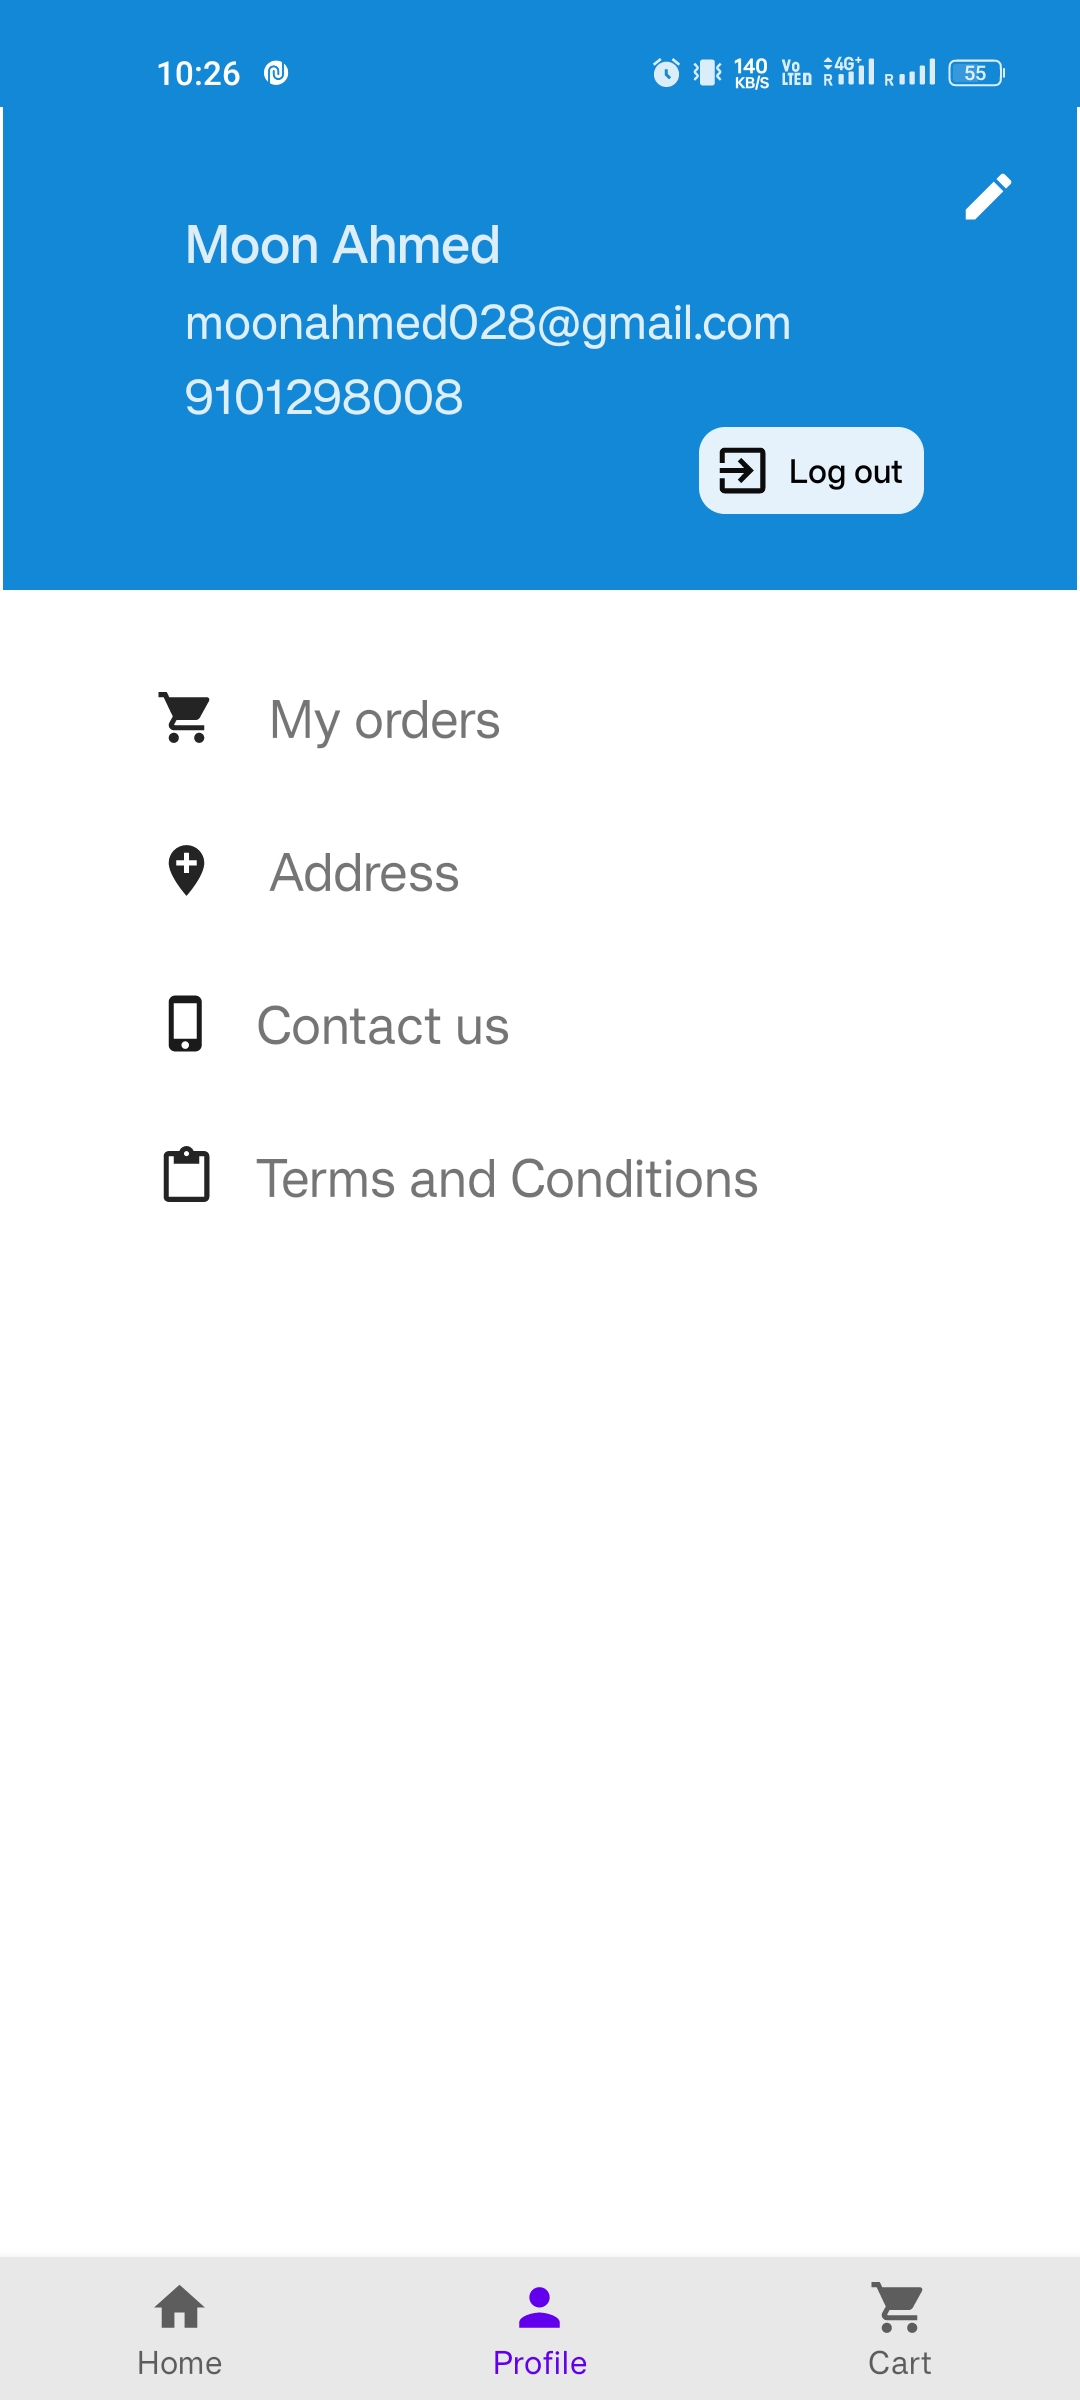 10:26 140 KB/S Vo LTE 4G+ R R 55
Moon Ahmed
moonahmed028@gmail.com
9101298008
Log out
My orders
Address
Contact us
Terms and Conditions
Home Profile Cart